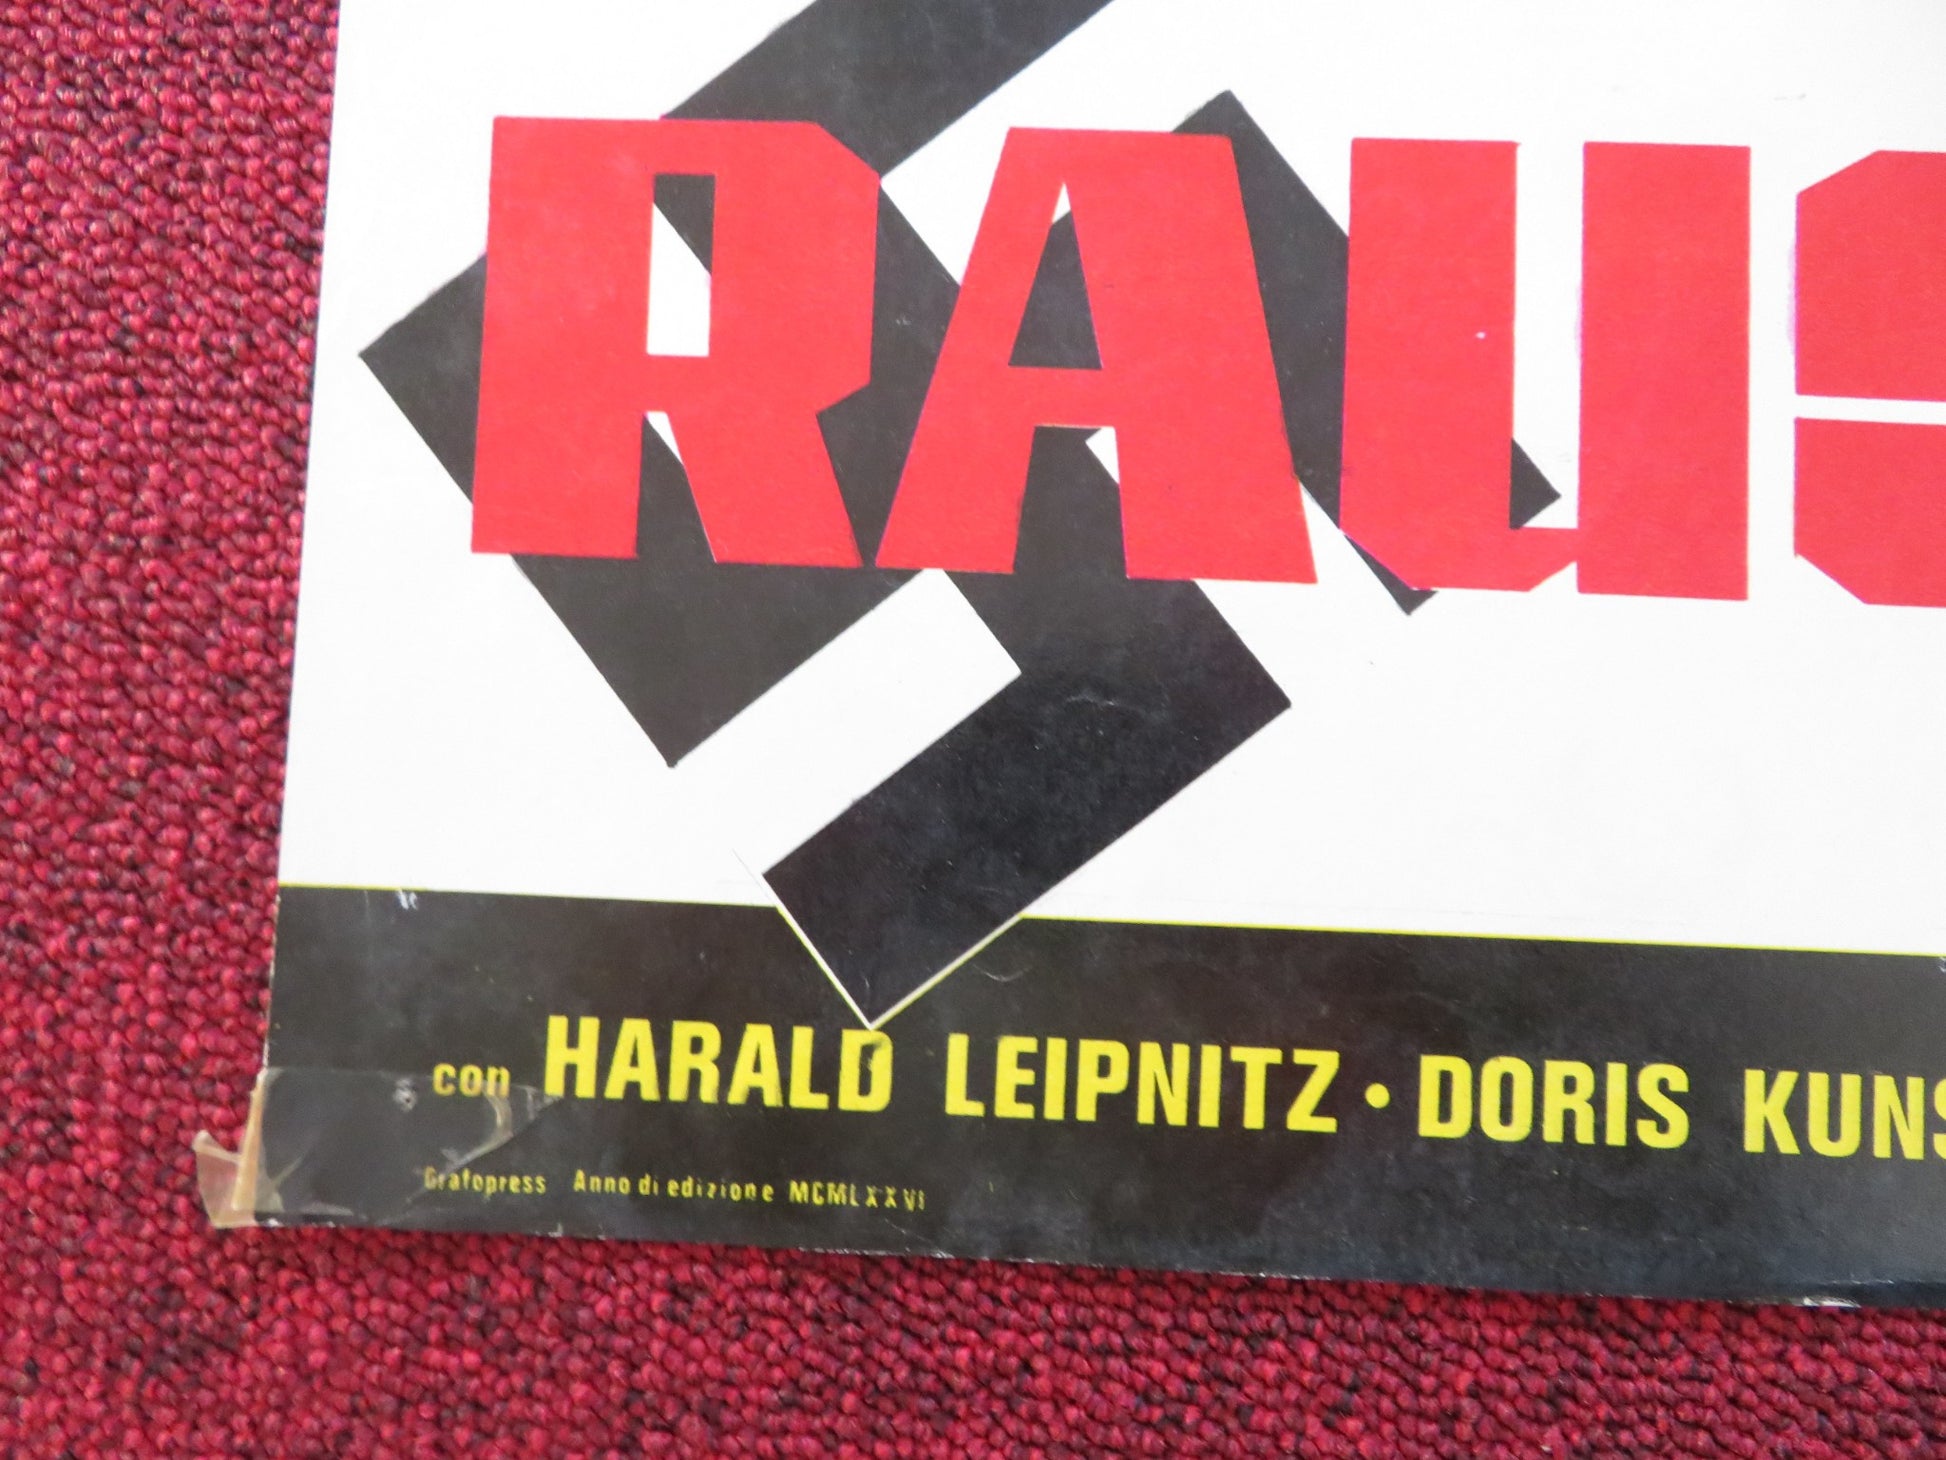 RAUS
con HARALD LEIPNITZ • DORIS KUNS
Grafopress Anno di edizione MCMLXXVI